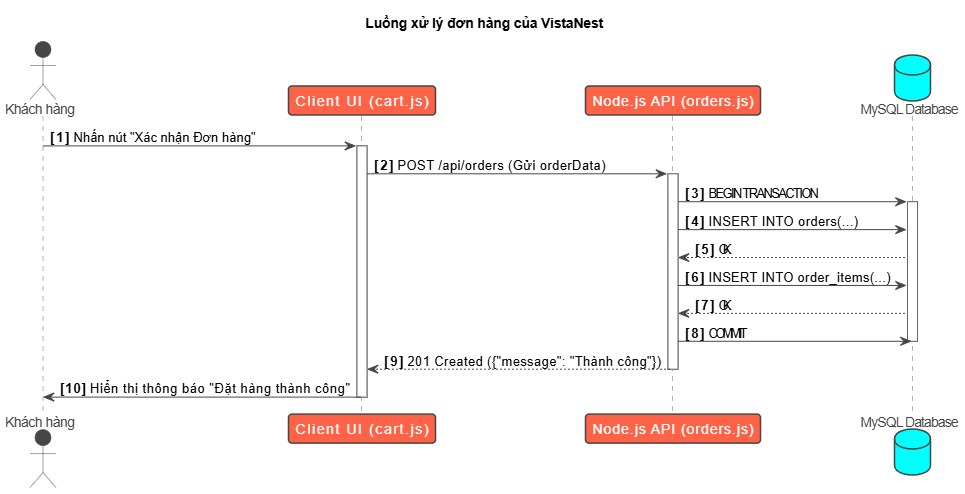 Luồng xử lý đơn hàng của VistaNest
Khách hàng
Client UI (cart.js)
Node.js API (orders.js)
MySQL Database
[1] Nhấn nút "Xác nhận Đơn hàng"
[2] POST /api/orders (Gửi orderData)
[3] BEGIN TRANSACTION
[4] INSERT INTO orders(...)
[5] OK
[6] INSERT INTO order_items(...)
[7] OK
[8] COMMIT
[9] 201 Created ({"message": "Thành công"})
[10] Hiển thị thông báo "Đặt hàng thành công"
Khách hàng
Client UI (cart.js)
Node.js API (orders.js)
MySQL Database